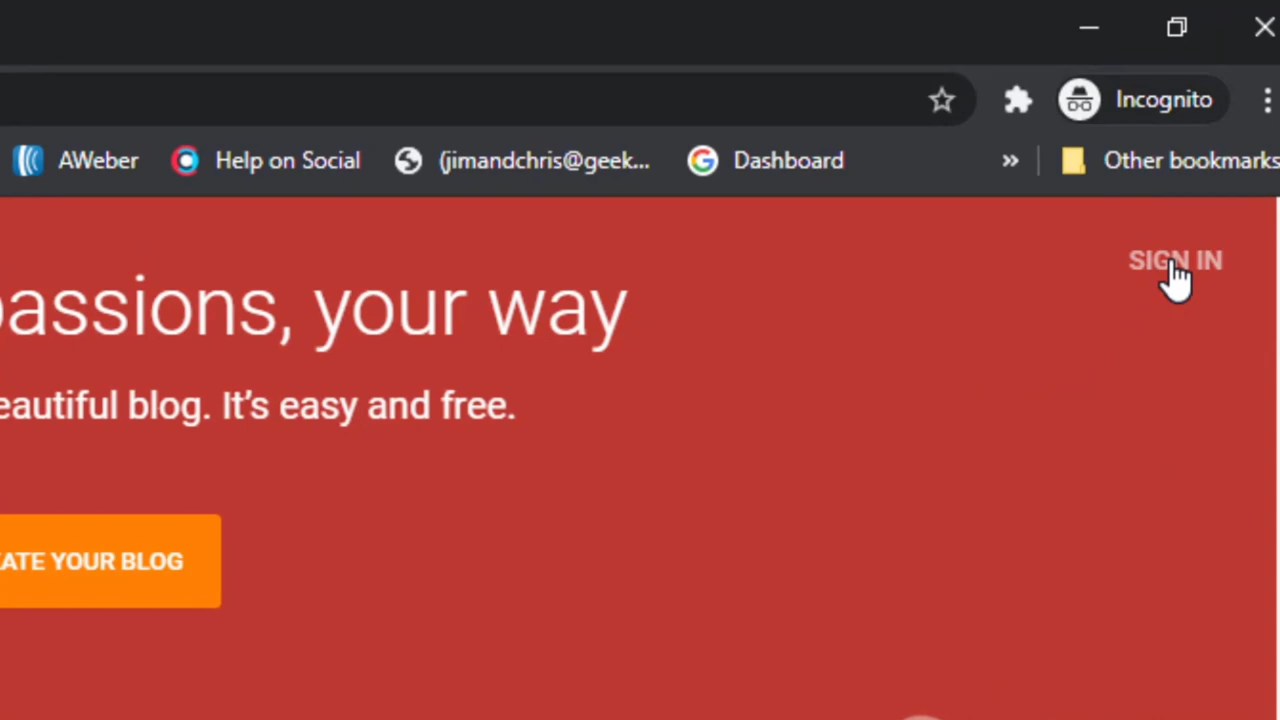 Incognito
AWeber Help on Social (jimandchris@geek... Dashboard » Other bookmarks
SIGN IN
passions, your way
eautiful blog. It's easy and free.
ATE YOUR BLOG